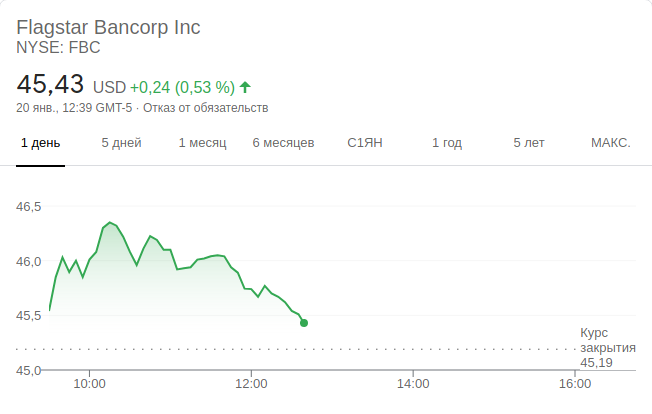 Flagstar Bancorp Inc
NYSE: FBC
45,43 USD +0,24 (0,53 %)
20 янв., 12:39 GMT-5 · Отказ от обязательств
1 день 5 дней 1 месяц 6 месяцев С1ЯН 1 год 5 лет МАКС.
46,5
46,0
45,5
45,0
Курс
закрытия
45,19
10:00 12:00 14:00 16:00